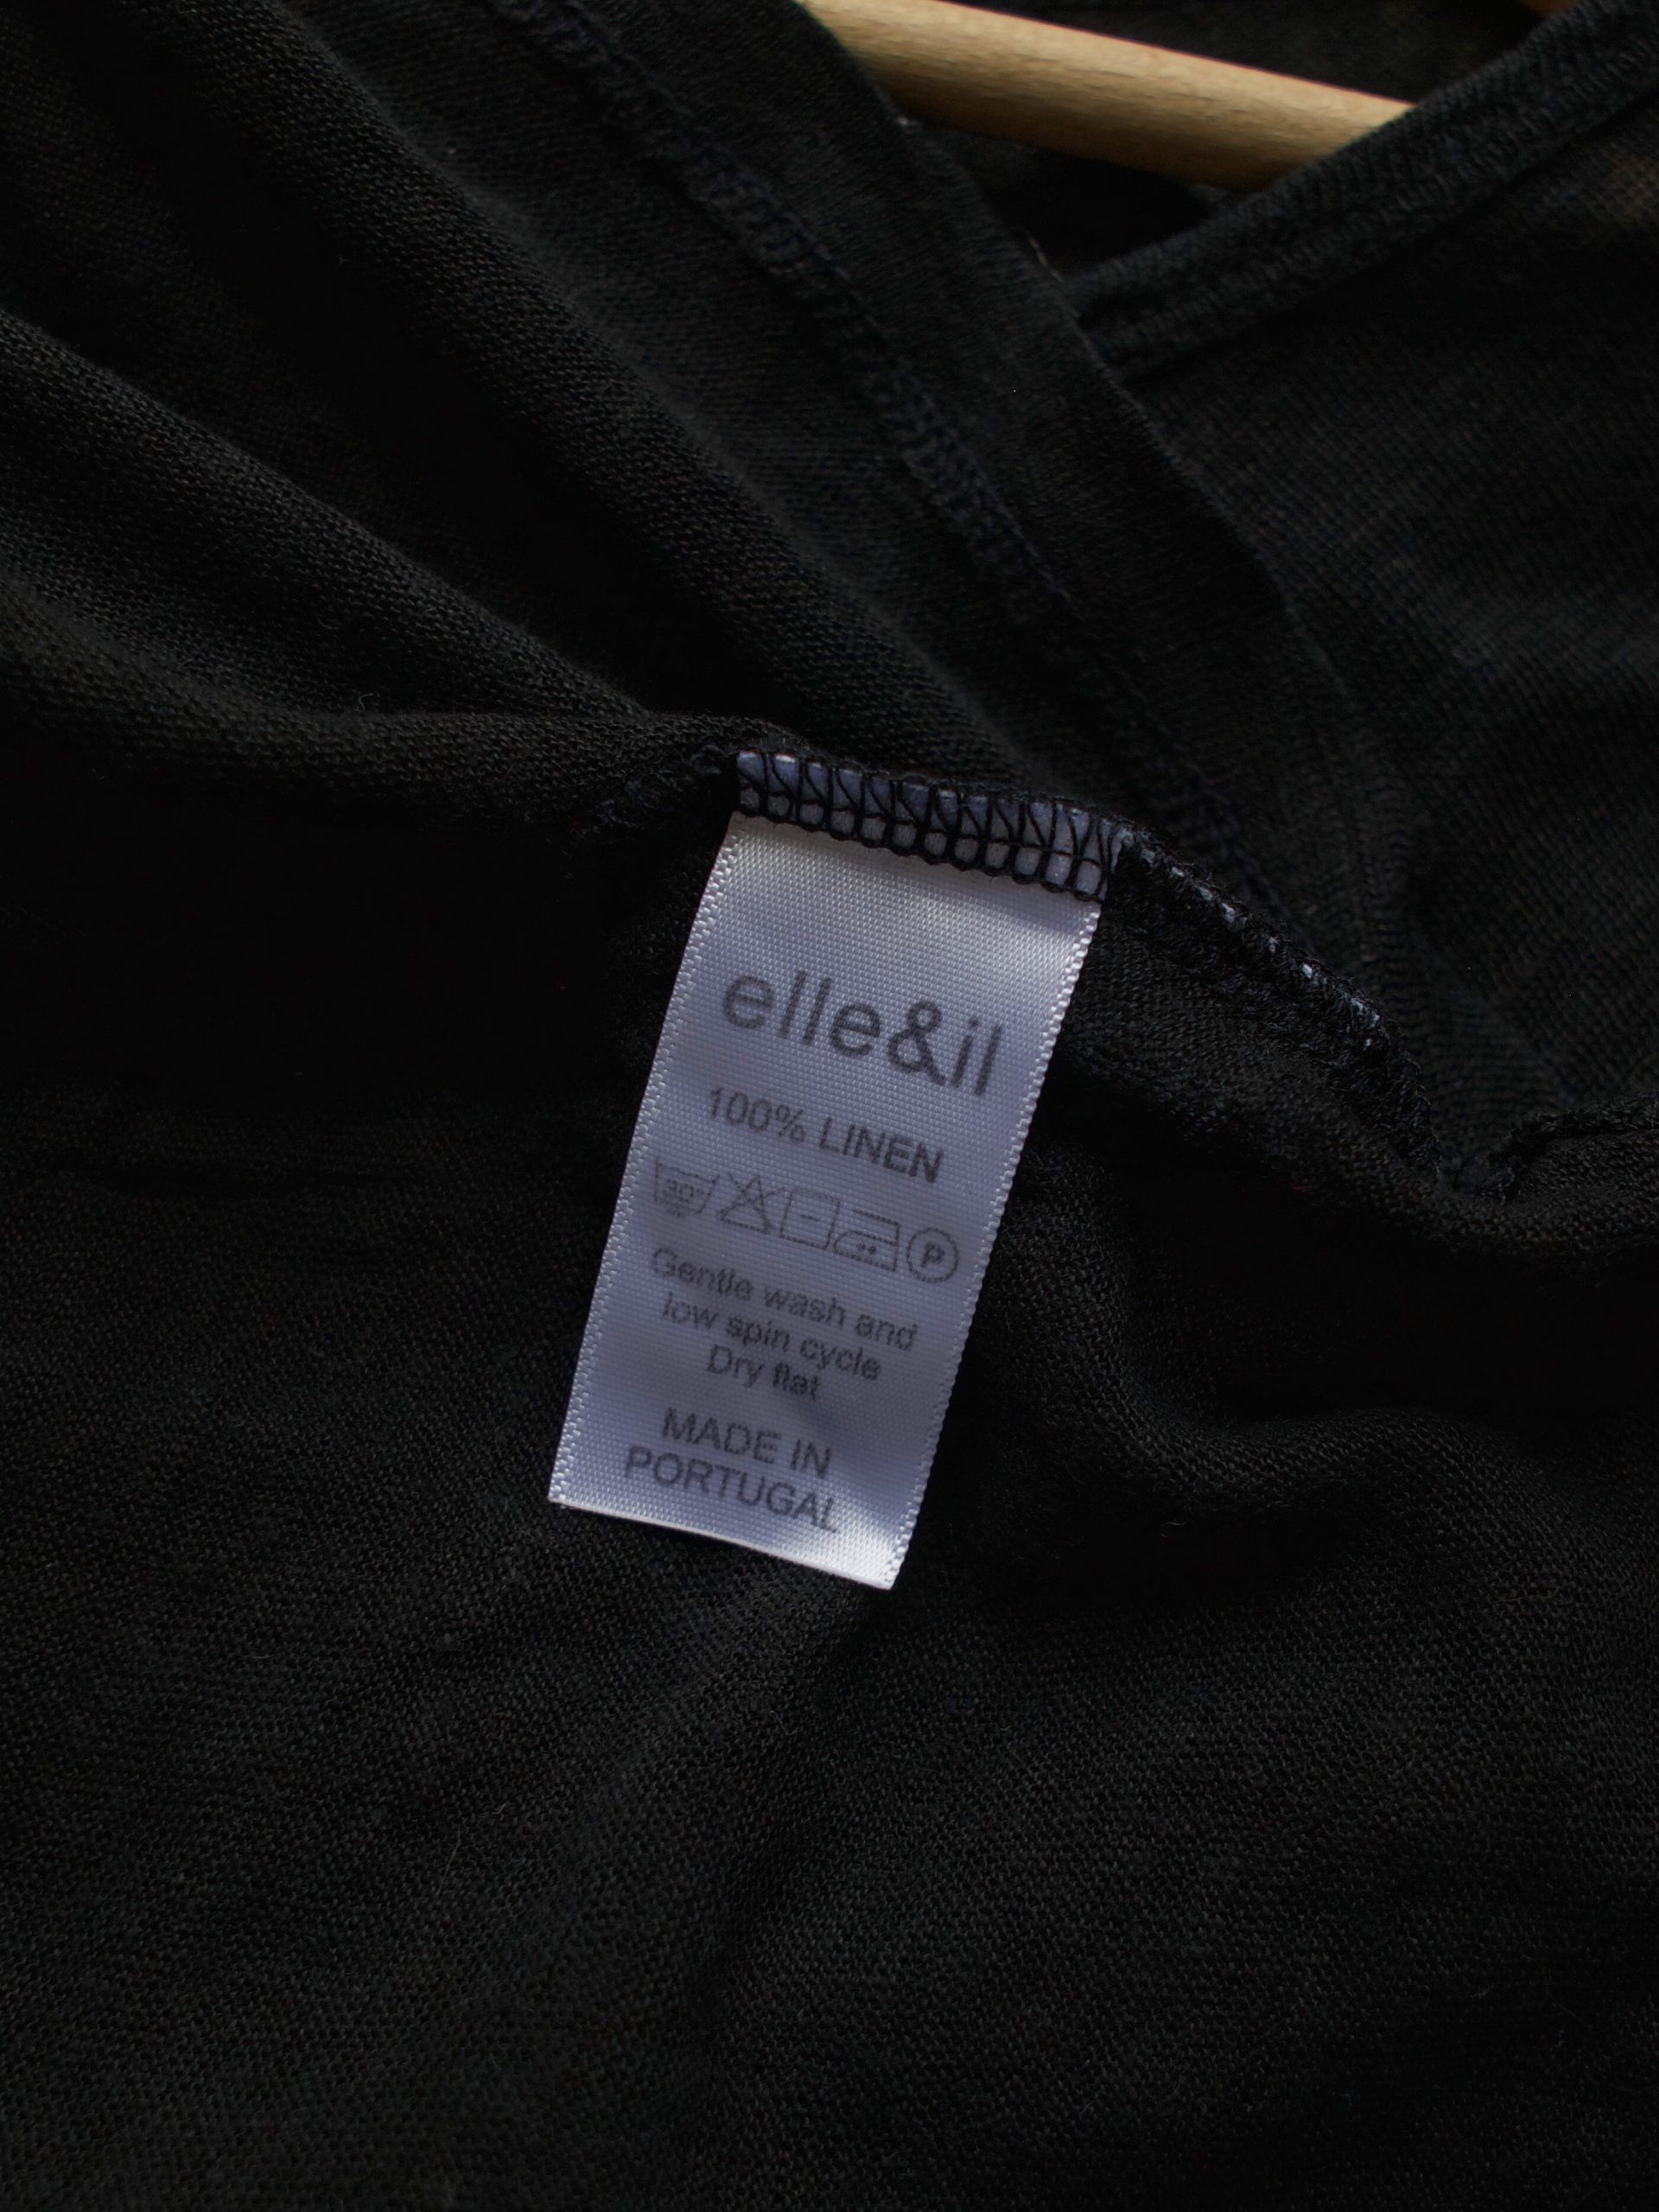 elle&il
100% LINEN
30°
P
Gentle wash and
low spin cycle
Dry flat
MADE IN
PORTUGAL